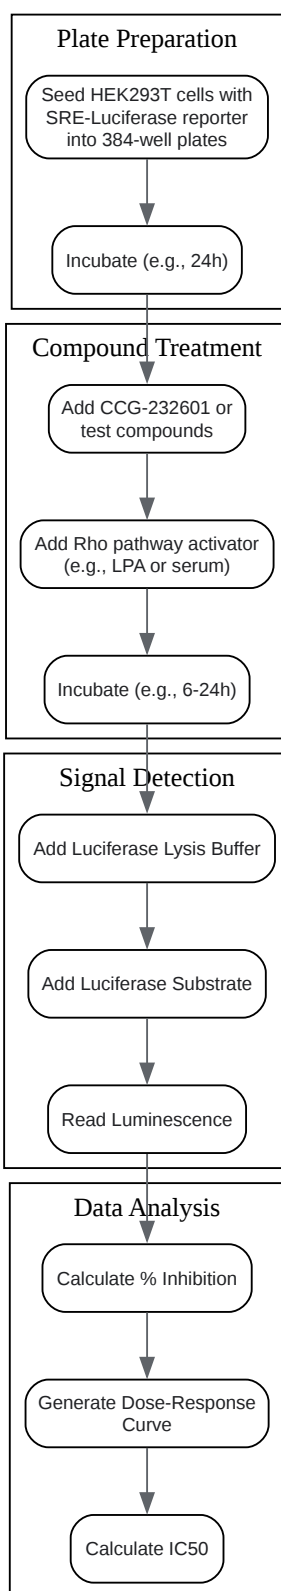 Plate Preparation
Seed HEK293T cells with
SRE-Luciferase reporter
into 384-well plates
Incubate (e.g., 24h)
Compound Treatment
Add CCG-232601 or
test compounds
Add Rho pathway activator
(e.g., LPA or serum)
Incubate (e.g., 6-24h)
Signal Detection
Add Luciferase Lysis Buffer
Add Luciferase Substrate
Read Luminescence
Data Analysis
Calculate % Inhibition
Generate Dose-Response
Curve
Calculate IC50